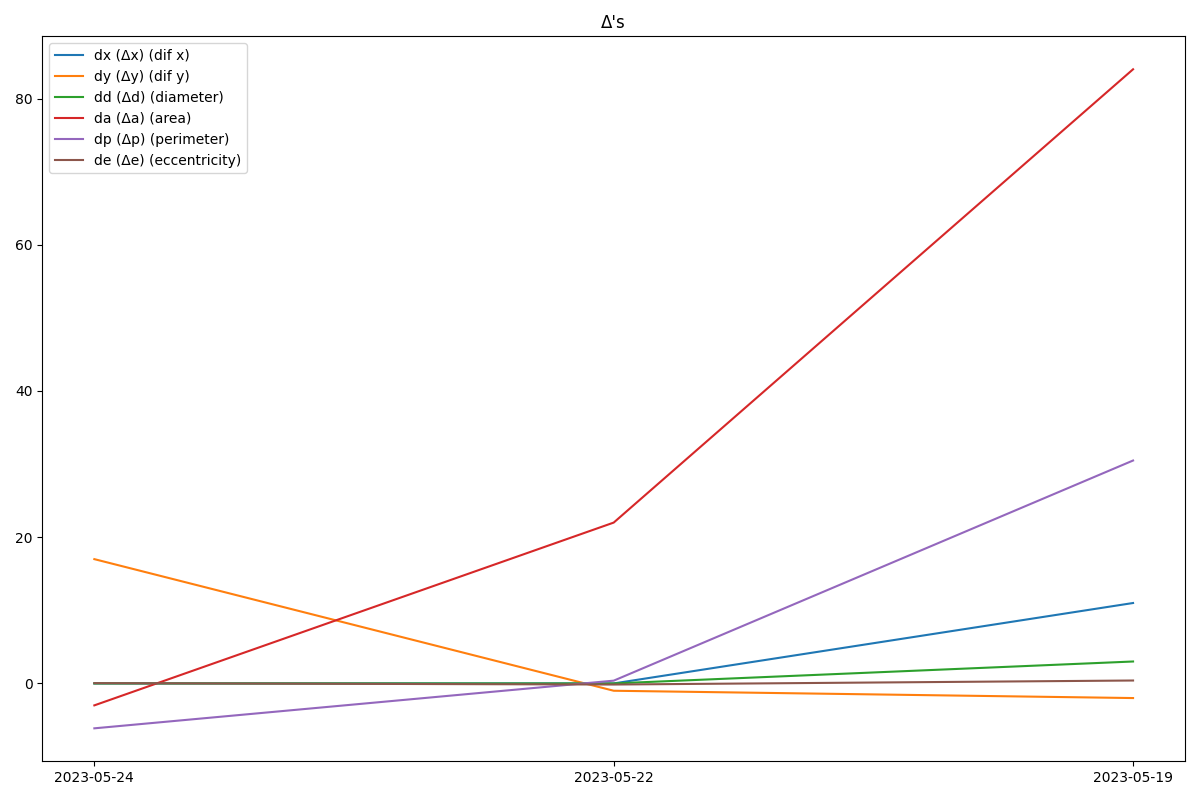 Δ's
dx (Δx) (dif x)
dy (Δy) (dif y)
dd (Δd) (diameter)
da (Δa) (area)
dp (Δp) (perimeter)
de (Δe) (eccentricity)
80
60
40
20
0
2023-05-24 2023-05-22 2023-05-19